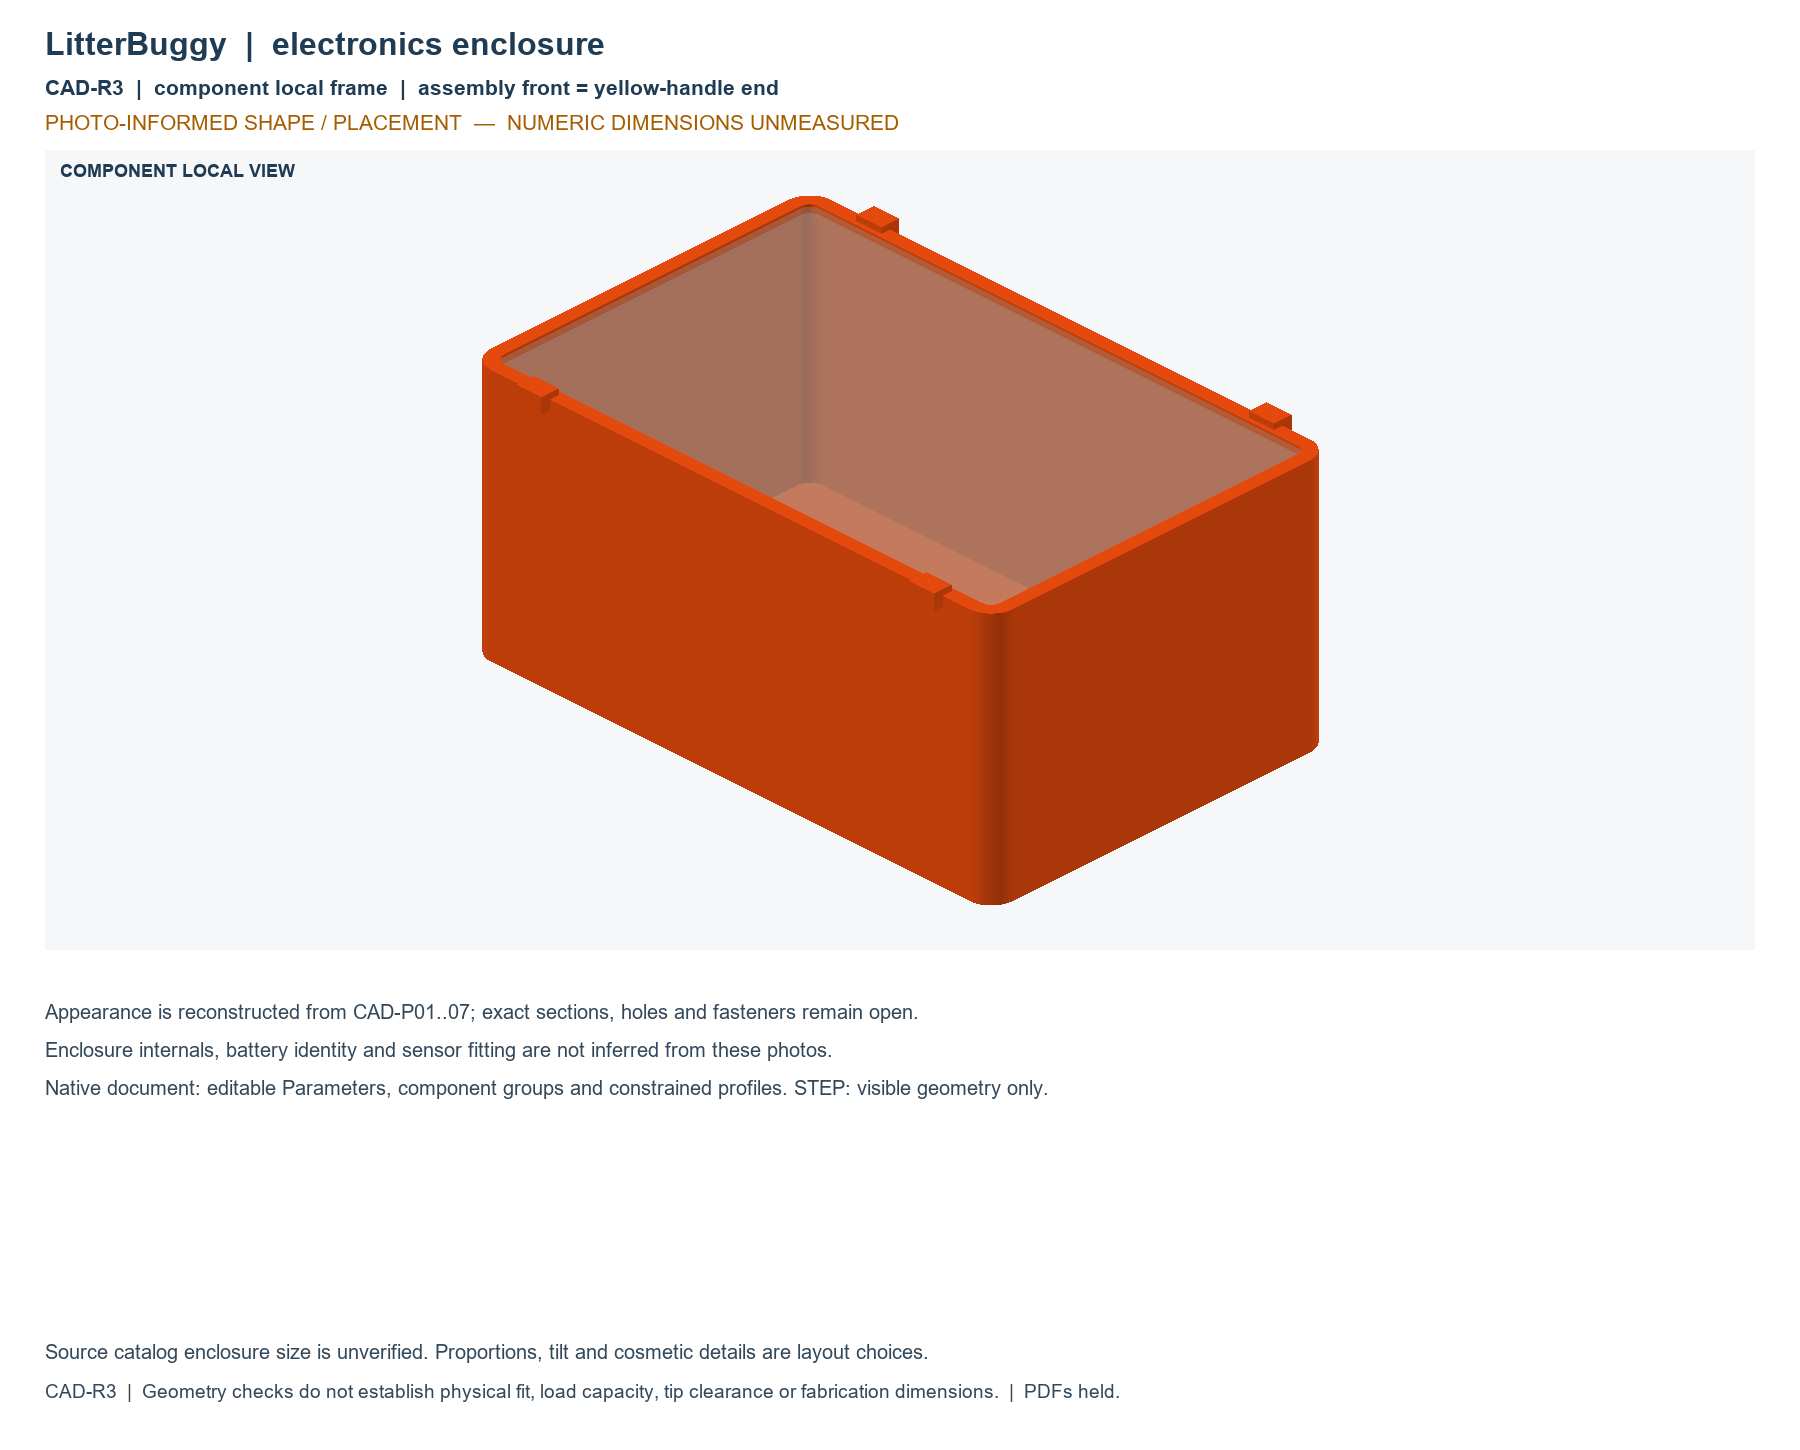 LitterBuggy | electronics enclosure
CAD-R3 | component local frame | assembly front = yellow-handle end
PHOTO-INFORMED SHAPE / PLACEMENT — NUMERIC DIMENSIONS UNMEASURED
COMPONENT LOCAL VIEW
Appearance is reconstructed from CAD-P01..07; exact sections, holes and fasteners remain open.
Enclosure internals, battery identity and sensor fitting are not inferred from these photos.
Native document: editable Parameters, component groups and constrained profiles. STEP: visible geometry only.
Source catalog enclosure size is unverified. Proportions, tilt and cosmetic details are layout choices.
CAD-R3 | Geometry checks do not establish physical fit, load capacity, tip clearance or fabrication dimensions. | PDFs held.